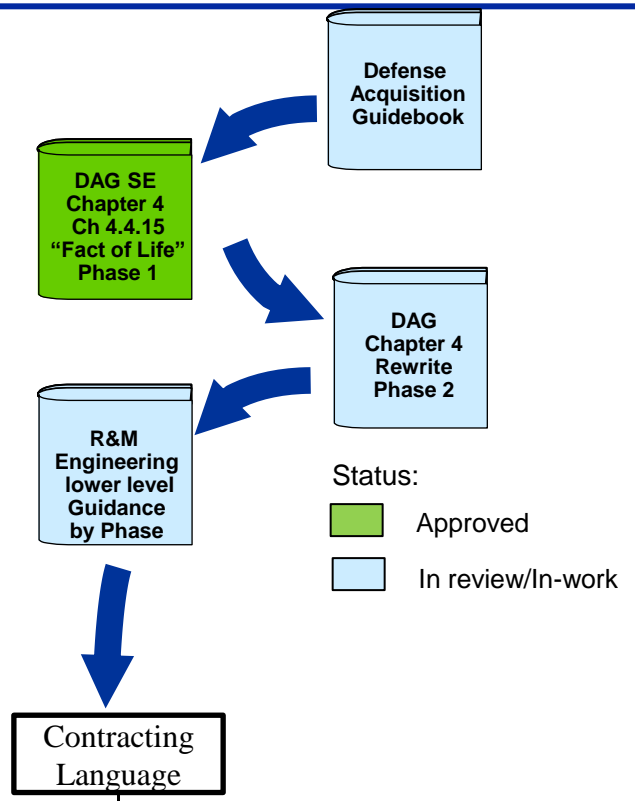 Defense
Acquisition
Guidebook
DAG SE
Chapter 4
Ch 4.4.15
“Fact of Life”
Phase 1
DAG
Chapter 4
Rewrite
Phase 2
R&M
Engineering
lower level
Guidance
by Phase
Status:
Approved
In review/In-work
Contracting
Language